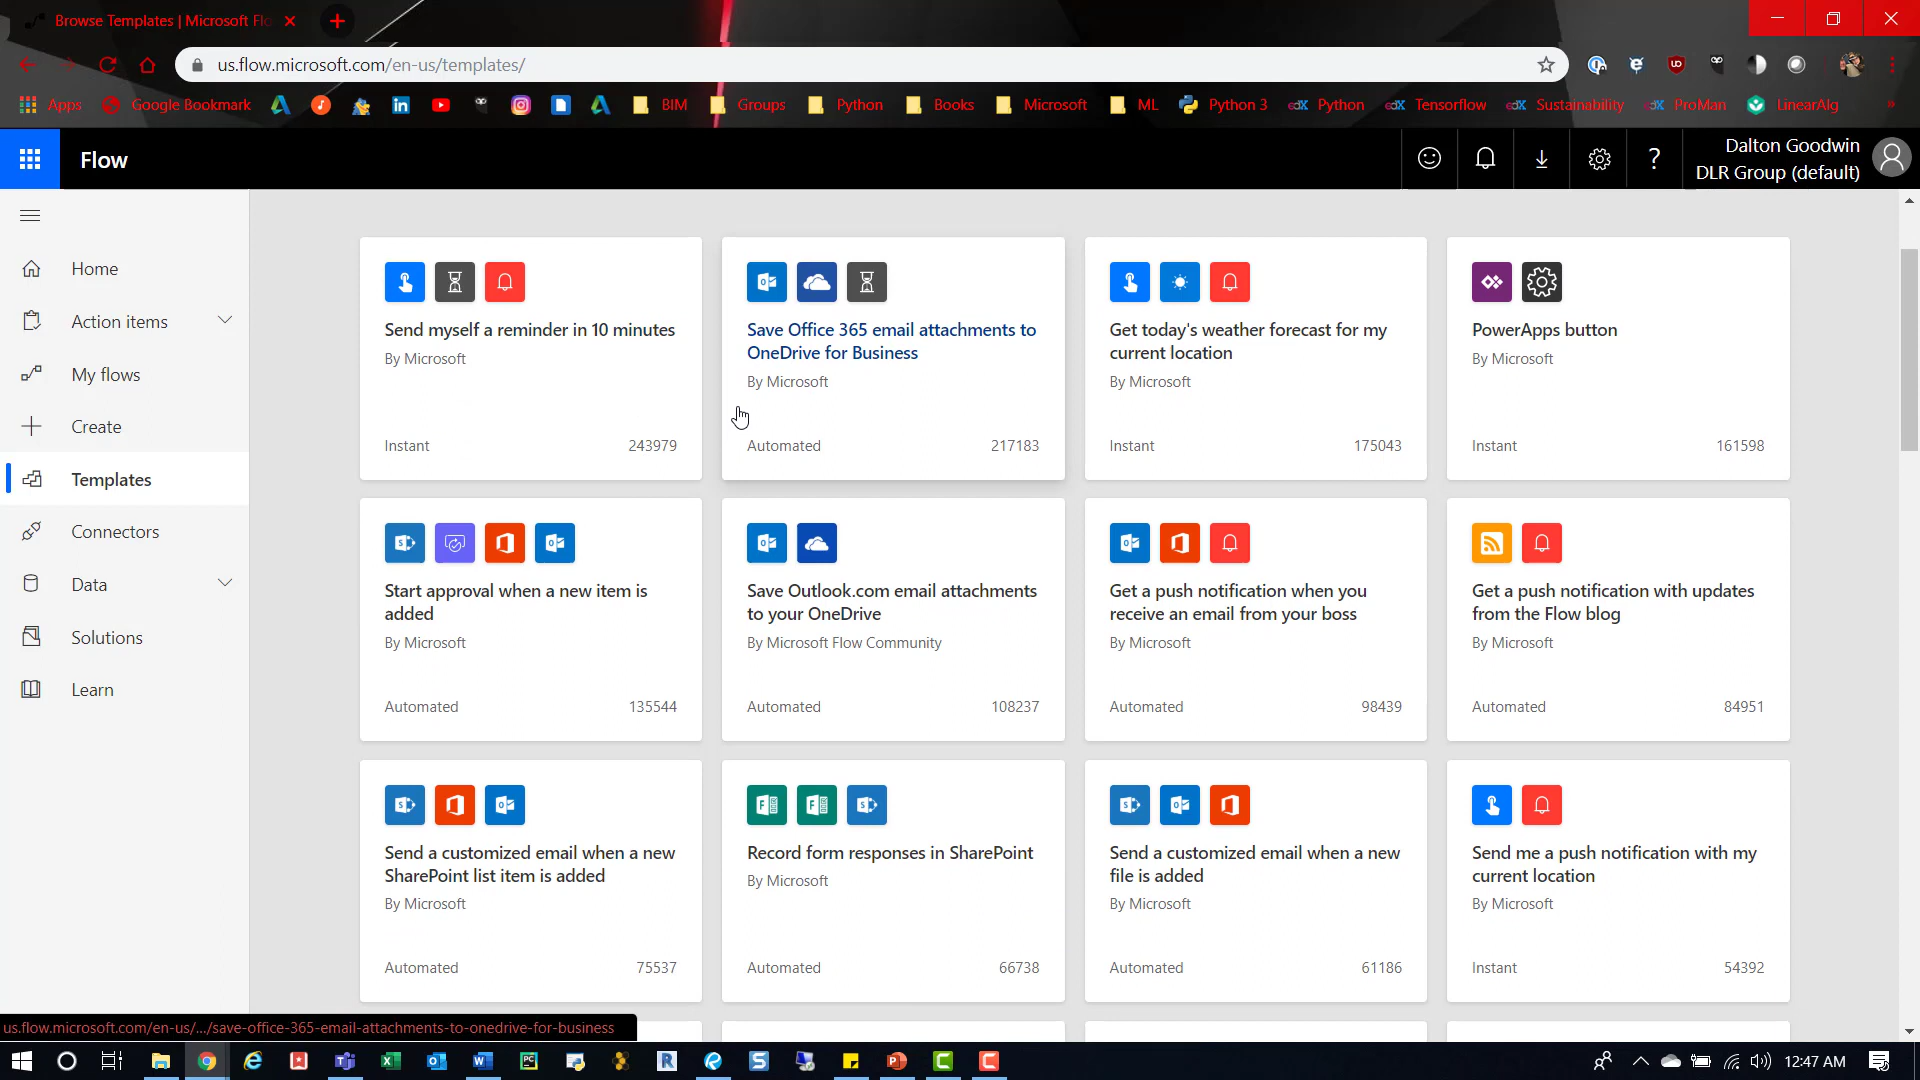 Browse Templates | Microsoft Flo
us.flow.microsoft.com/en-us/templates/
Apps
Google Bookmark
BIM
Groups
Python
Books
Microsoft
ML
Python 3
Python
Tensorflow
Sustainability
ProMan
LinearAlg
Flow
Dalton Goodwin
DLR Group (default)
Home
Action items
My flows
Create
Templates
Connectors
Data
Solutions
Learn
Send myself a reminder in 10 minutes
By Microsoft
Instant 243979
Save Office 365 email attachments to
OneDrive for Business
By Microsoft
Automated 217183
Get today's weather forecast for my
current location
By Microsoft
Instant 175043
PowerApps button
By Microsoft
Instant 161598
Start approval when a new item is
added
By Microsoft
Automated 135544
Save Outlook.com email attachments
to your OneDrive
By Microsoft Flow Community
Automated 108237
Get a push notification when you
receive an email from your boss
By Microsoft
Automated 98439
Get a push notification with updates
from the Flow blog
By Microsoft
Automated 84951
Send a customized email when a new
SharePoint list item is added
By Microsoft
Automated 75537
Record form responses in SharePoint
By Microsoft
Automated 66738
Send a customized email when a new
file is added
By Microsoft
Automated 61186
Send me a push notification with my
current location
By Microsoft
Instant 54392
us.flow.microsoft.com/en-us/.../save-office-365-email-attachments-to-onedrive-for-business
12:47 AM